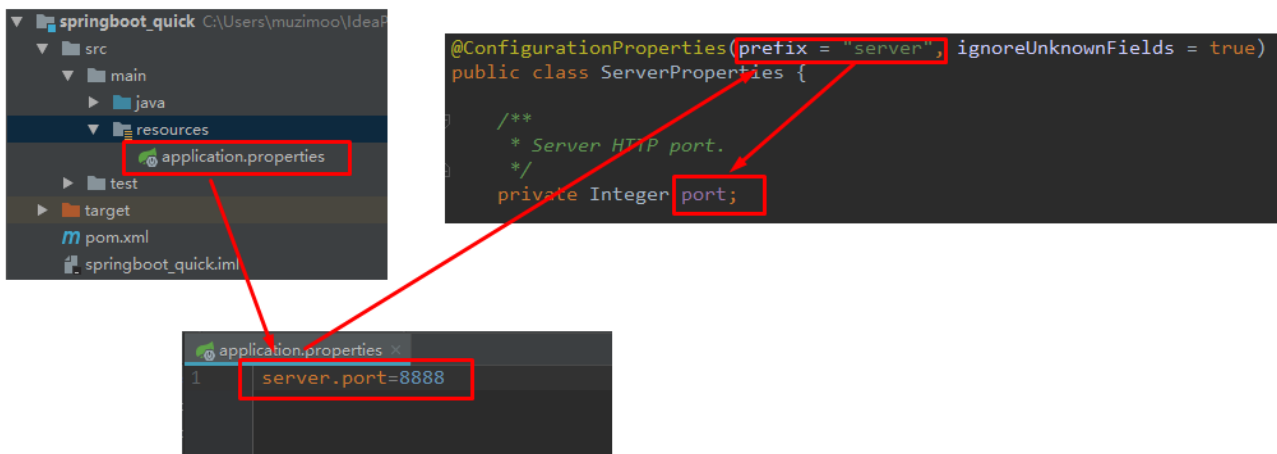 springboot_quick C:\Users\muzimoo\IdeaP
src
main
java
resources
application.properties
test
target
pom.xml
springboot_quick.iml
@ConfigurationProperties(prefix = "server", ignoreUnknownFields = true)
public class ServerProperties {
/**
* Server HTTP port.
*/
private Integer port;
application.properties
1 server.port=8888